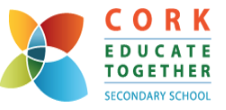 CORK
EDUCATE
TOGETHER
SECONDARY SCHOOL